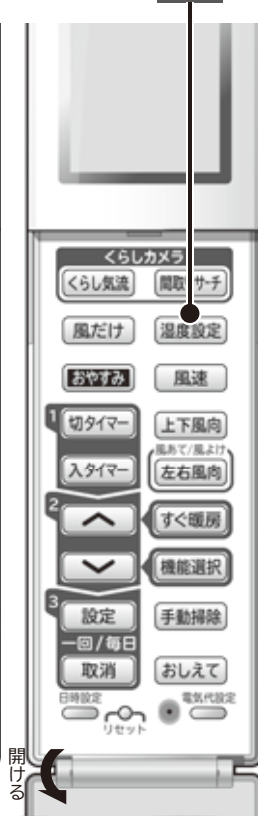 くらしカメラ
くらし気流
間取りサーチ
風だけ
湿度設定
おやすみ
風速
1
切タイマー
上下風向
風あて/風よけ
入タイマー
左右風向
2
すぐ暖房
機能選択
3
設定
手動掃除
一回/毎日
取消
おしえて
日時設定
リセット
電気代設定
開ける